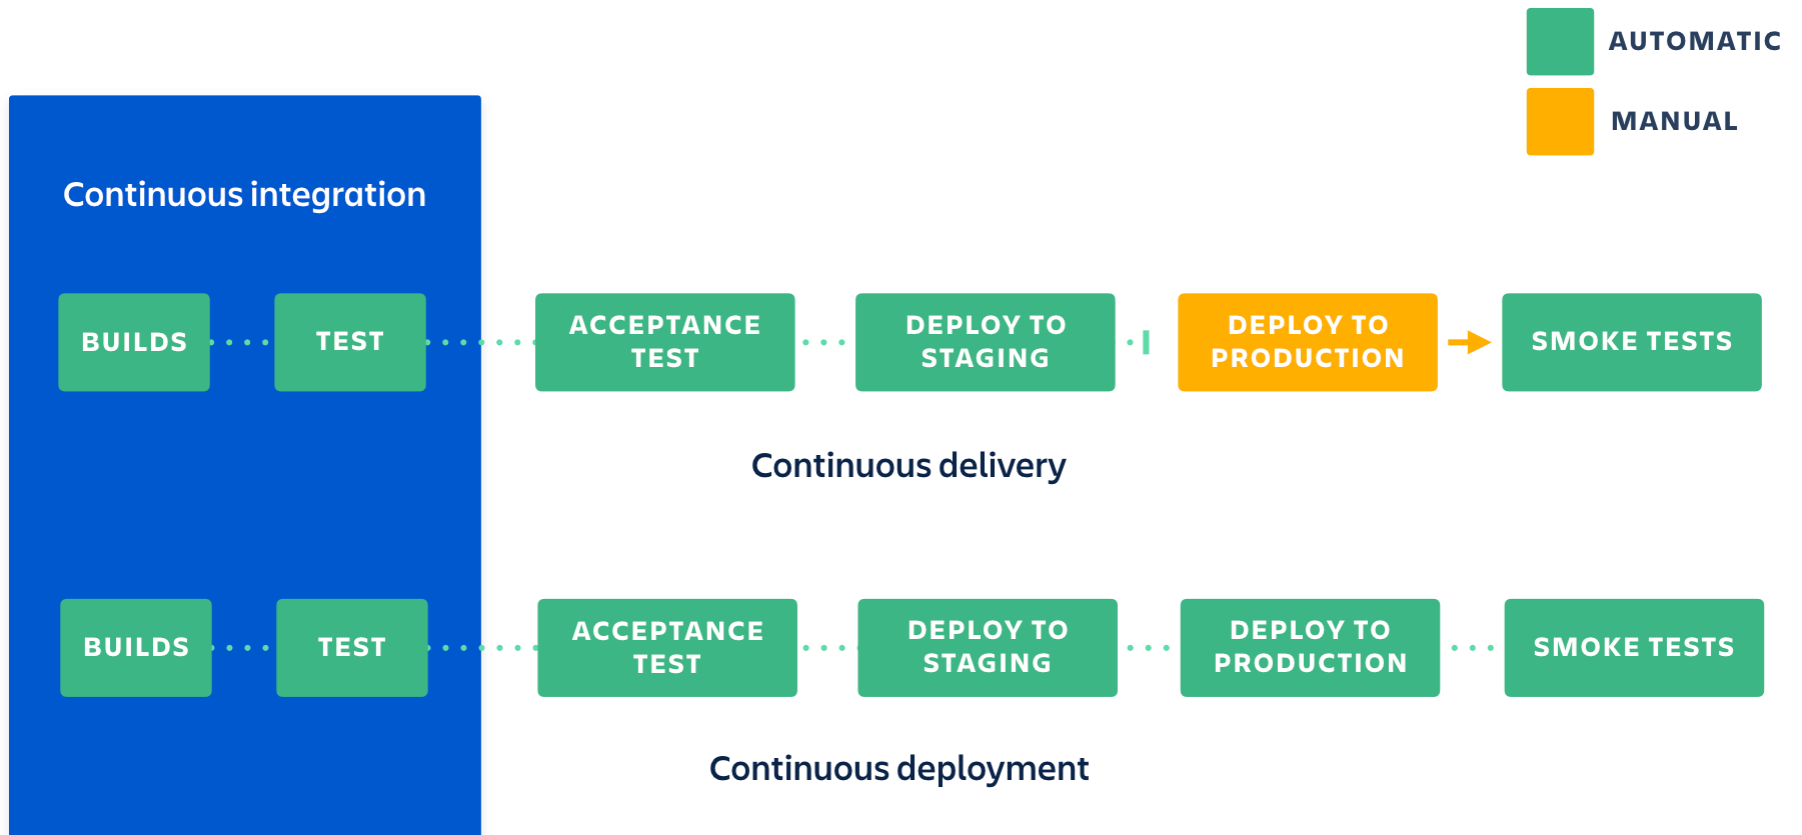 AUTOMATIC
MANUAL
Continuous integration
BUILDS
TEST
ACCEPTANCE
TEST
DEPLOY TO
STAGING
DEPLOY TO
PRODUCTION
SMOKE TESTS
Continuous delivery
BUILDS
TEST
ACCEPTANCE
TEST
DEPLOY TO
STAGING
DEPLOY TO
PRODUCTION
SMOKE TESTS
Continuous deployment